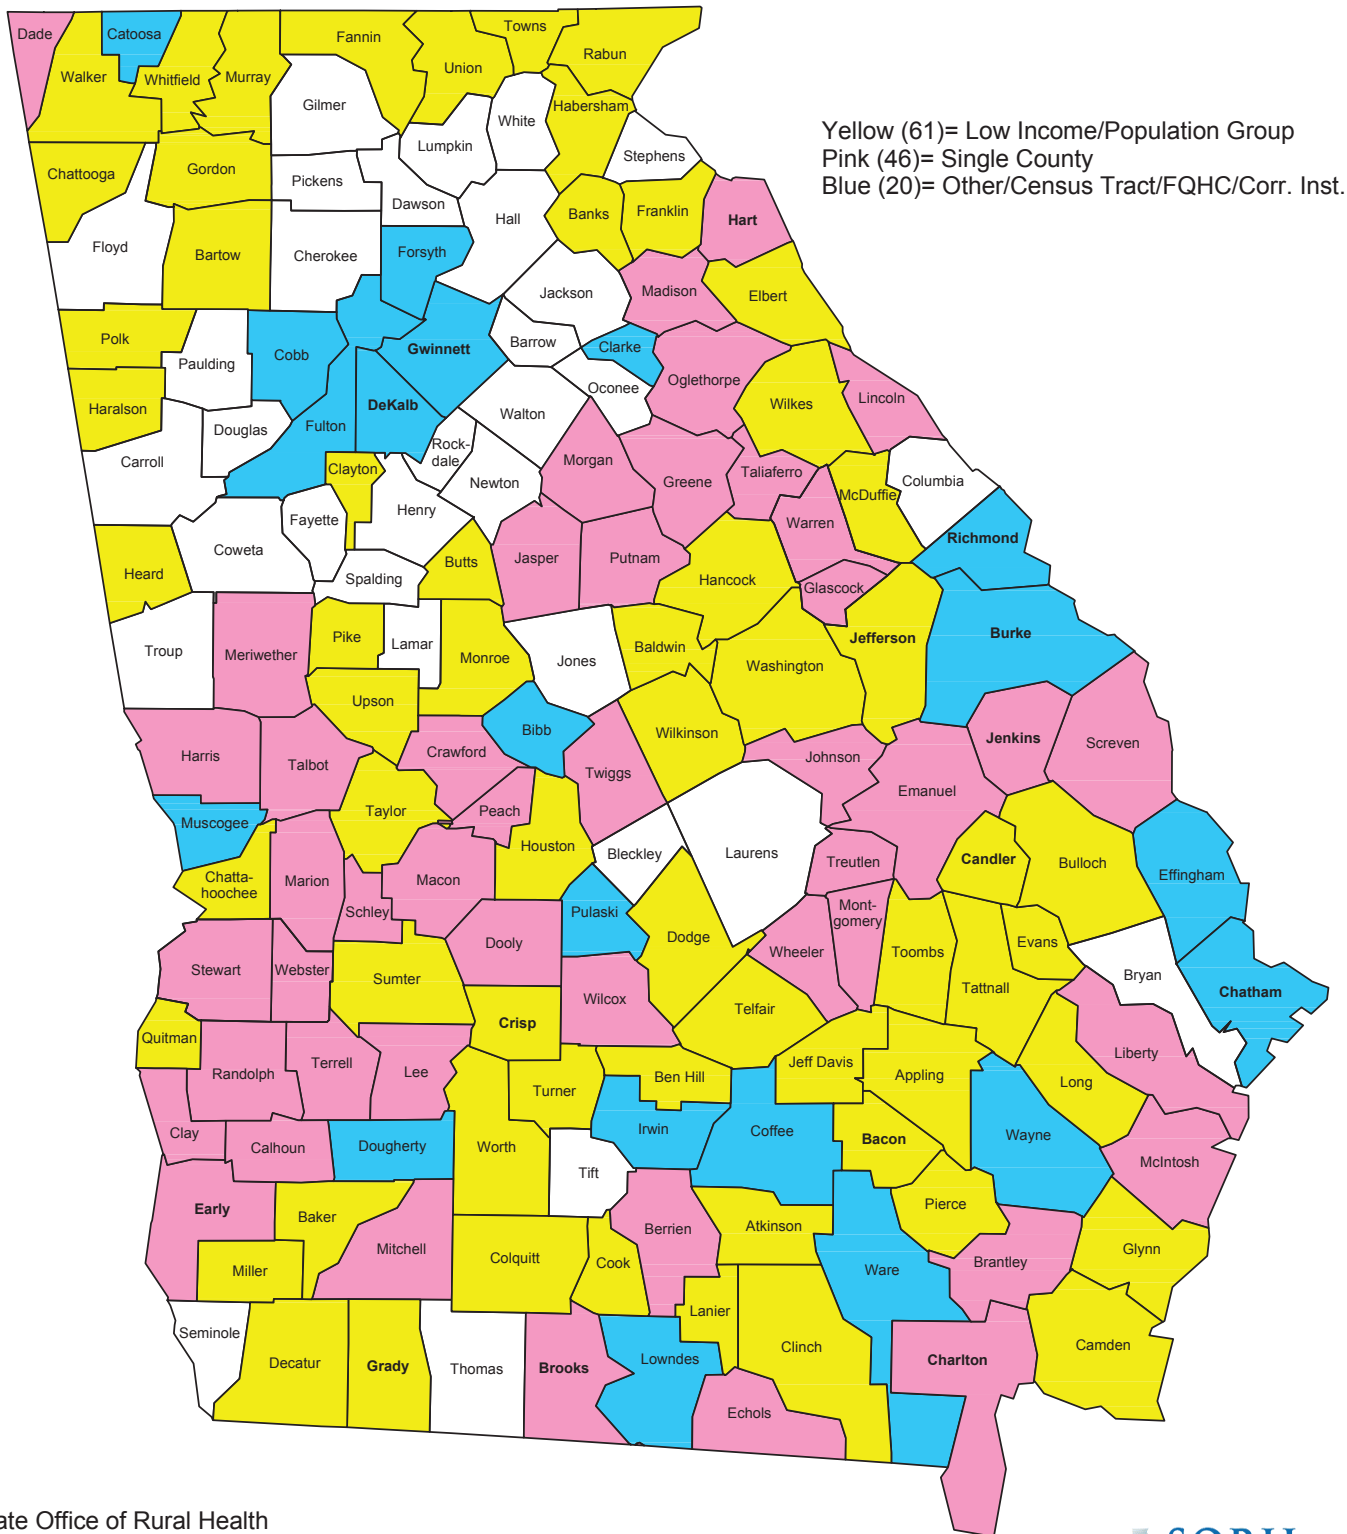 Dade
Catoosa
Walker
Whitfield
Murray
Fannin
Union
Towns
Rabun
Gilmer
White
Habersham
Lumpkin
Stephens
Yellow (61)= Low Income/Population Group
Pink (46)= Single County
Blue (20)= Other/Census Tract/FQHC/Corr. Inst.
Chattooga
Gordon
Pickens
Dawson
Hall
Banks
Franklin
Hart
Floyd
Bartow
Cherokee
Forsyth
Jackson
Madison
Elbert
Polk
Paulding
Cobb
Gwinnett
Barrow
Clarke
Oconee
Oglethorpe
Wilkes
Lincoln
Haralson
Douglas
Fulton
DeKalb
Walton
Carroll
Clayton
Rock-
dale
Newton
Morgan
Greene
Taliaferro
McDuffie
Columbia
Coweta
Fayette
Henry
Warren
Richmond
Heard
Spalding
Butts
Jasper
Putnam
Hancock
Glascock
Troup
Meriwether
Pike
Lamar
Monroe
Jones
Baldwin
Washington
Jefferson
Burke
Upson
Harris
Talbot
Crawford
Bibb
Twiggs
Wilkinson
Johnson
Jenkins
Screven
Emanuel
Muscogee
Taylor
Peach
Houston
Bleckley
Laurens
Treutlen
Candler
Bulloch
Effingham
Chatta-
hoochee
Marion
Schley
Macon
Pulaski
Dodge
Mont-
gomery
Wheeler
Toombs
Evans
Tattnall
Bryan
Chatham
Stewart
Webster
Sumter
Dooly
Wilcox
Crisp
Telfair
Quitman
Randolph
Terrell
Lee
Turner
Ben Hill
Jeff Davis
Appling
Long
Liberty
Clay
Calhoun
Dougherty
Worth
Tift
Irwin
Coffee
Bacon
Wayne
McIntosh
Early
Baker
Mitchell
Colquitt
Cook
Berrien
Atkinson
Pierce
Ware
Brantley
Glynn
Miller
Lanier
Seminole
Decatur
Grady
Thomas
Brooks
Lowndes
Clinch
Charlton
Camden
Echols
ate Office of Rural Health